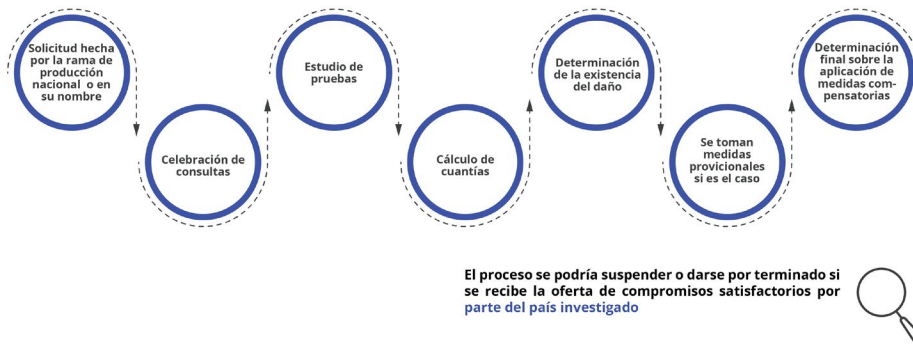 Solicitud hecha
por la rama de
producción
nacional o en
su nombre
Celebración de
consultas
Estudio de
pruebas
Cálculo de
cuantías
Determinación
de la existencia
del daño
Se toman
medidas
provicionales
si es el caso
Determinación
final sobre la
aplicación de
medidas com-
pensatorias
El proceso se podría suspender o darse por terminado si
se recibe la oferta de compromisos satisfactorios por
parte del país investigado